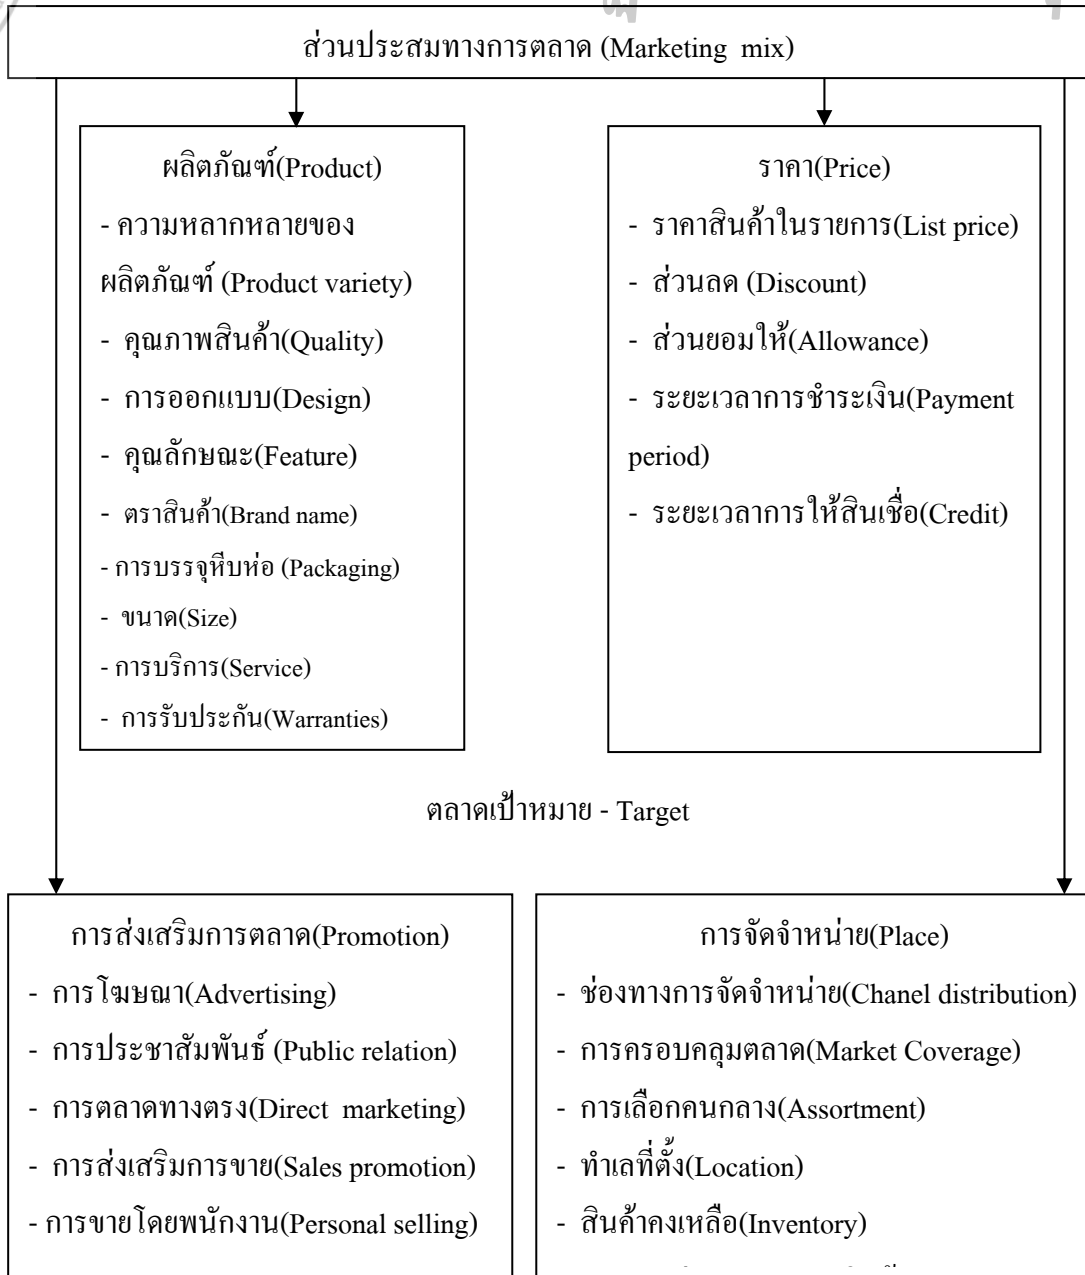 ส่วนประสมทางการตลาด (Marketing mix)
ผลิตภัณฑ์(Product)
- ความหลากหลายของ
ผลิตภัณฑ์ (Product variety)
- คุณภาพสินค้า(Quality)
- การออกแบบ(Design)
- คุณลักษณะ(Feature)
- ตราสินค้า(Brand name)
- การบรรจุหีบห่อ (Packaging)
- ขนาด(Size)
- การบริการ(Service)
- การรับประกัน(Warranties)
ราคา(Price)
- ราคาสินค้าในรายการ(List price)
- ส่วนลด (Discount)
- ส่วนยอมให้(Allowance)
- ระยะเวลาการชำระเงิน(Payment
period)
- ระยะเวลาการให้สินเชื่อ(Credit)
ตลาดเป้าหมาย - Target
การส่งเสริมการตลาด(Promotion)
- การโฆษณา(Advertising)
- การประชาสัมพันธ์ (Public relation)
- การตลาดทางตรง(Direct marketing)
- การส่งเสริมการขาย(Sales promotion)
- การขายโดยพนักงาน(Personal selling)
การจัดจำหน่าย(Place)
- ช่องทางการจัดจำหน่าย(Chanel distribution)
- การครอบคลุมตลาด(Market Coverage)
- การเลือกคนกลาง(Assortment)
- ทำเลที่ตั้ง(Location)
- สินค้าคงเหลือ(Inventory)